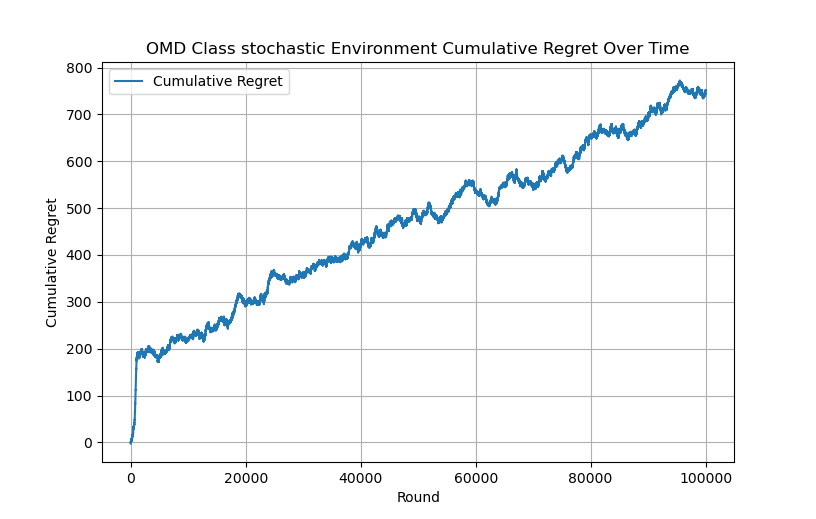 OMD Class stochastic Environment Cumulative Regret Over Time
Cumulative Regret
800
700
600
500
400
300
200
100
0
Cumulative Regret
0 20000 40000 60000 80000 100000
Round